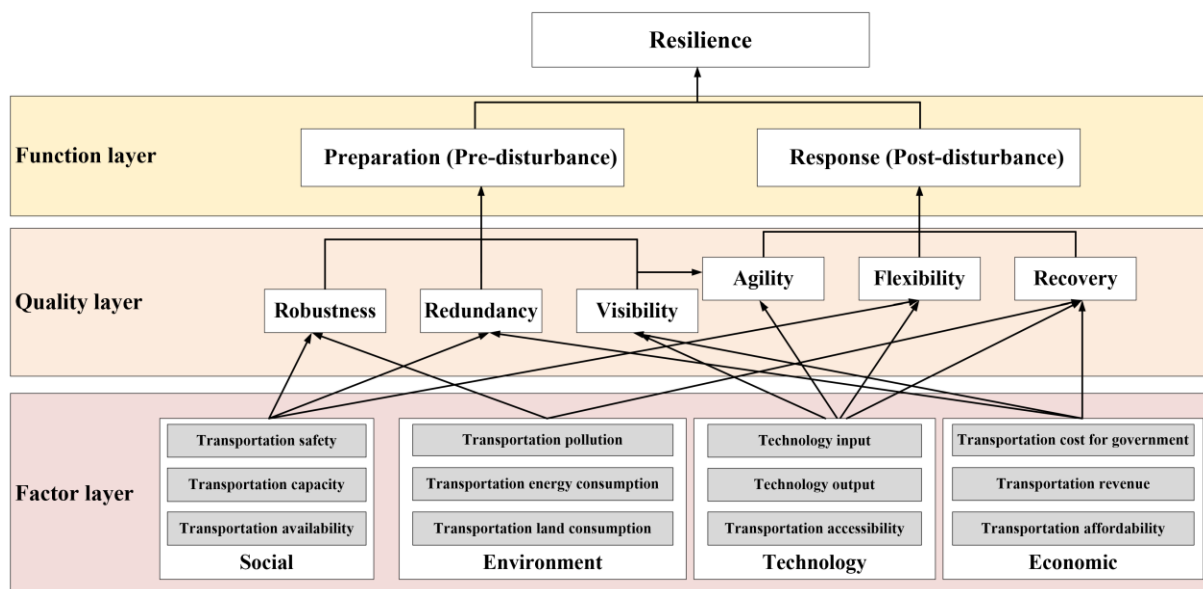 Resilience
Function layer
Preparation (Pre-disturbance)
Response (Post-disturbance)
Quality layer
Robustness
Redundancy
Visibility
Agility
Flexibility
Recovery
Factor layer
Transportation safety
Transportation capacity
Transportation availability
Social
Transportation pollution
Transportation energy consumption
Transportation land consumption
Environment
Technology input
Technology output
Transportation accessibility
Technology
Transportation cost for government
Transportation revenue
Transportation affordability
Economic